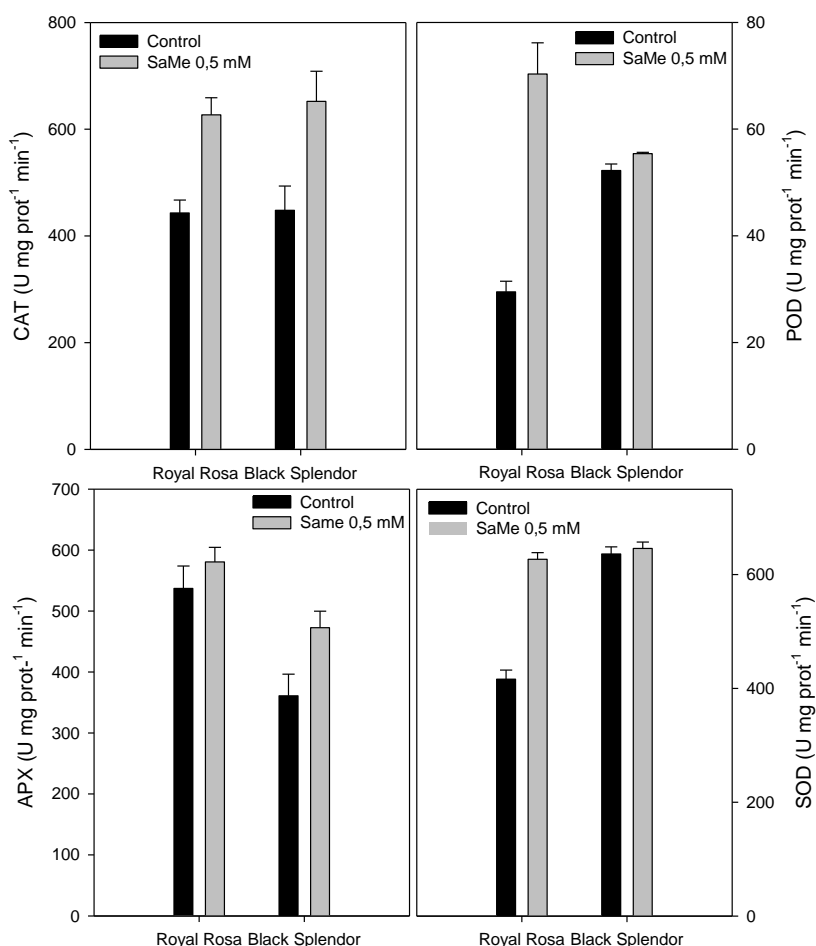 800
600
400
200
0
CAT (U mg prot-1 min-1)
Control
SaMe 0,5 mM
Royal Rosa Black Splendor
Control
SaMe 0,5 mM
80
60
40
20
0
POD (U mg prot-1 min-1)
Royal Rosa Black Splendor
700
600
500
400
300
200
100
0
APX (U mg prot-1 min-1)
Control
Same 0,5 mM
Royal Rosa Black Splendor
Control
SaMe 0,5 mM
600
400
200
0
SOD (U mg prot-1 min-1)
Royal Rosa Black Splendor